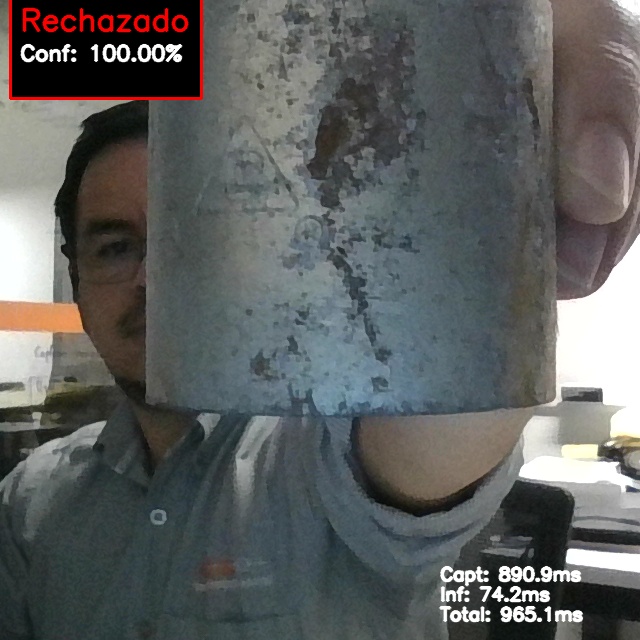 Rechazado
Conf: 100.00%
Capt: 890.9ms
Inf: 74.2ms
Total: 965.1ms